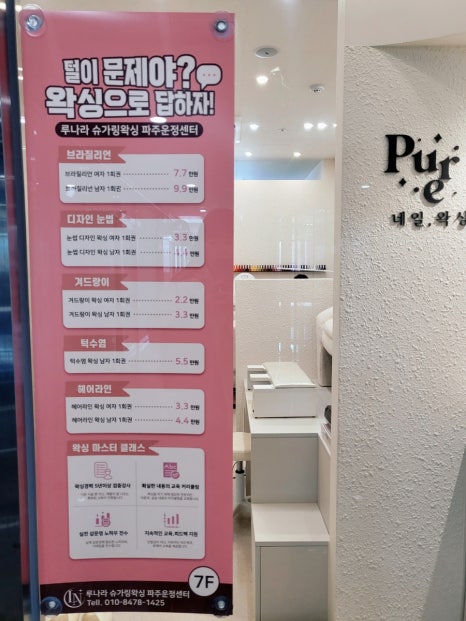 털이 문제야?
왁싱으로 답하자!
루나라 슈가링왁싱 파주운정센터
브라질리언
브라질리언 여자 1회권 7.7 만원
브라질리언 남자 1회권 9.9 만원
디자인 눈썹
눈썹 디자인 왁싱 여자 1회권 3.3 만원
눈썹 디자인 왁싱 남자 1회권 4.4 만원
겨드랑이
겨드랑이 왁싱 여자 1회권 2.2 만원
겨드랑이 왁싱 남자 1회권 3.3 만원
턱수염
턱수염 왁싱 남자 1회권 5.5 만원
헤어라인
헤어라인 왁싱 여자 1회권 3.3 만원
헤어라인 왁싱 남자 1회권 4.4 만원
왁싱 마스터 클래스
왁싱경력 5년이상 검증강사
확실한 내용의 교육 커리큘럼
실전 샵운영 노하우 전수
지속적인 교육,피드백 지원
7F
루나라 슈가링왁싱 파주운정센터
Tell. 010-8478-1425
Puer
네일,왁싱